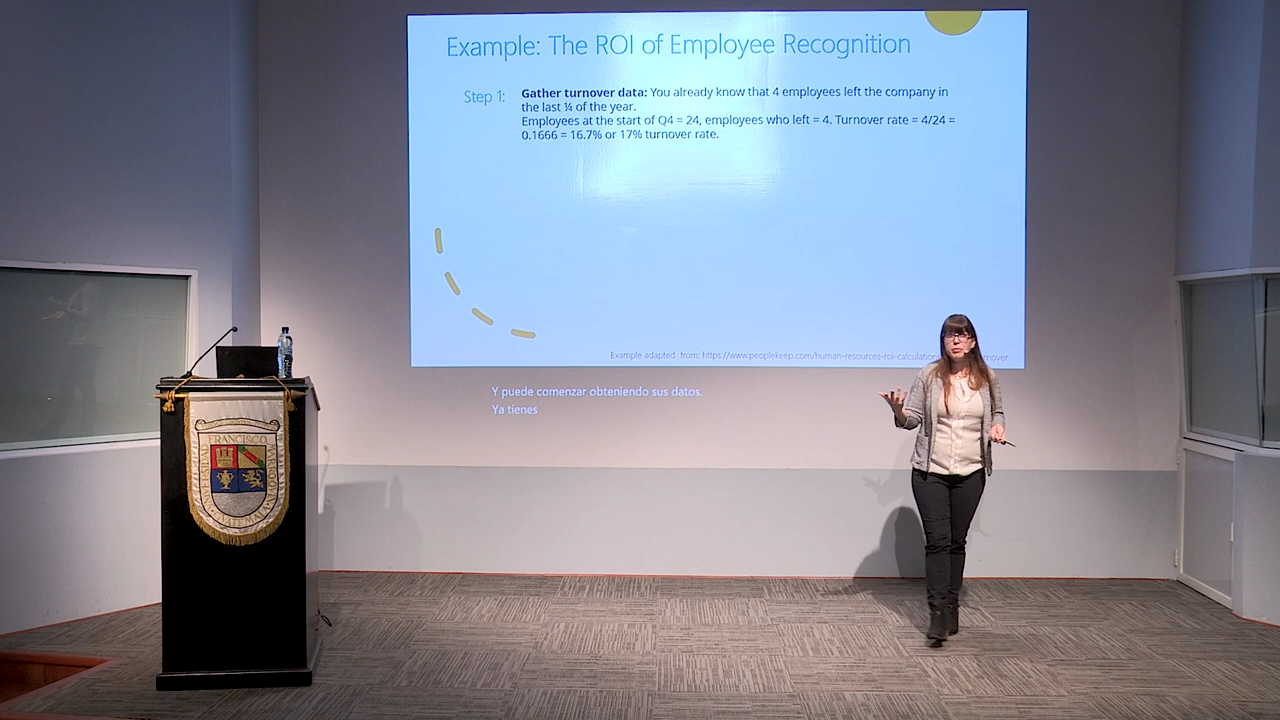 Example: The ROI of Employee Recognition
Step 1:
Gather turnover data: You already know that 4 employees left the company in
the last ¼ of the year.
Employees at the start of Q4 = 24, employees who left = 4. Turnover rate = 4/24 =
0.1666 = 16.7% or 17% turnover rate.
Example adapted from: https://www.peoplekeep.com/human-resources-roi-calculation
Y puede comenzar obteniendo sus datos.
Ya tienes
FRANCISCO